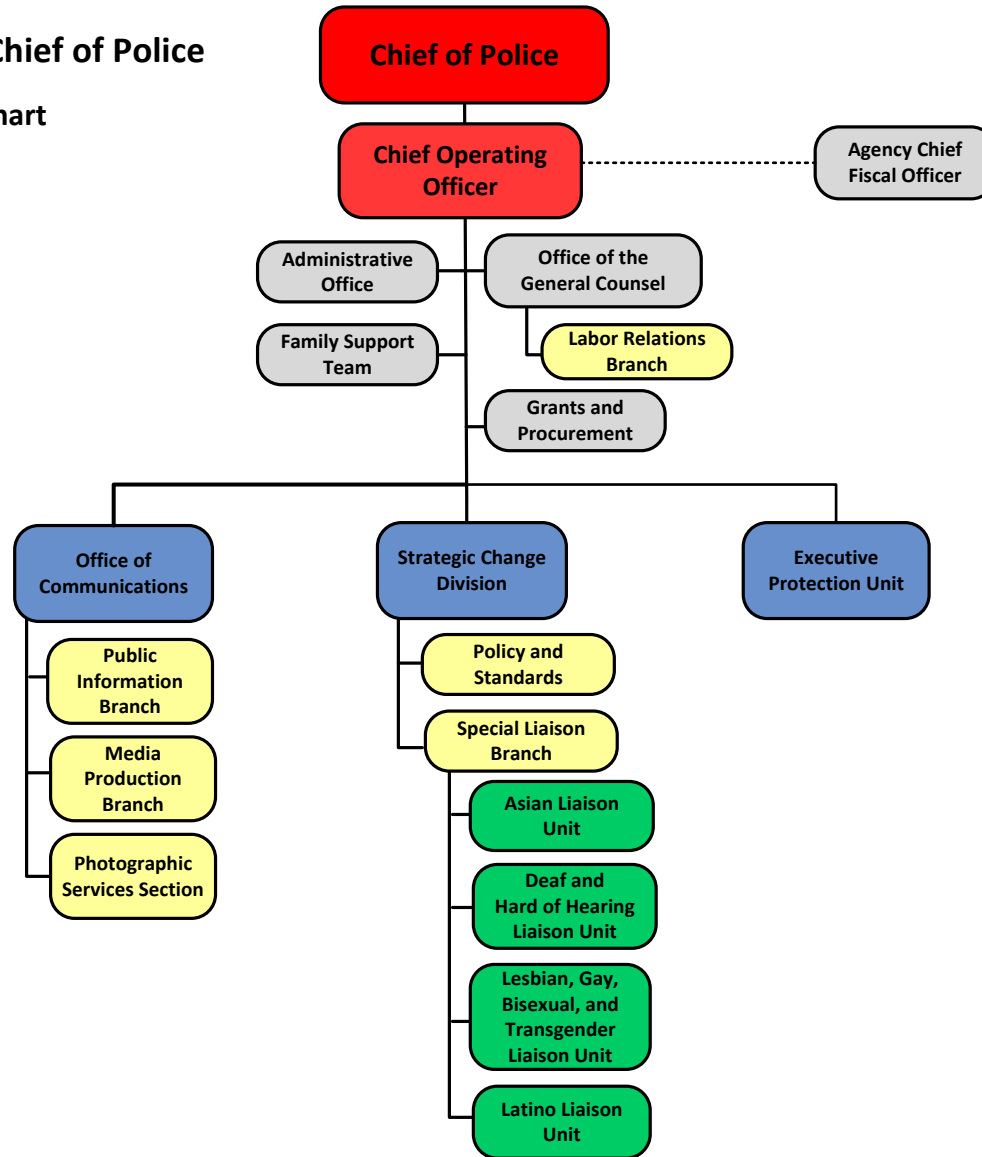 Chief of Police
Chief of Police
Chief Operating
Officer
Agency Chief
Fiscal Officer
Administrative
Office
Office of the
General Counsel
Family Support
Team
Labor Relations
Branch
Grants and
Procurement
Office of
Communications
Strategic Change
Division
Executive
Protection Unit
Public
Information
Branch
Policy and
Standards
Special Liaison
Branch
Media
Production
Branch
Asian Liaison
Unit
Photographic
Services Section
Deaf and
Hard of Hearing
Liaison Unit
Lesbian, Gay,
Bisexual, and
Transgender
Liaison Unit
Latino Liaison
Unit